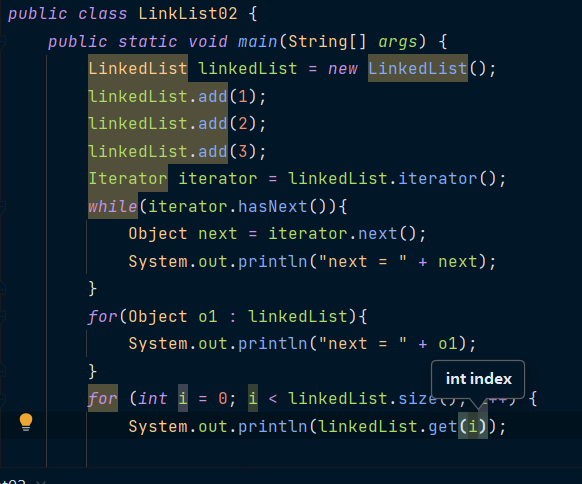 public class LinkList02 {
public static void main(String[] args) {
LinkedList linkedList = new LinkedList();
linkedList.add(1);
linkedList.add(2);
linkedList.add(3);
Iterator iterator = linkedList.iterator();
while(iterator.hasNext()){
Object next = iterator.next();
System.out.println("next = " + next);
}
for(Object o1 : linkedList){
System.out.println("next = " + o1);
}
int index
for (int i = 0; i < linkedList.size(); i++) {
System.out.println(linkedList.get(i));